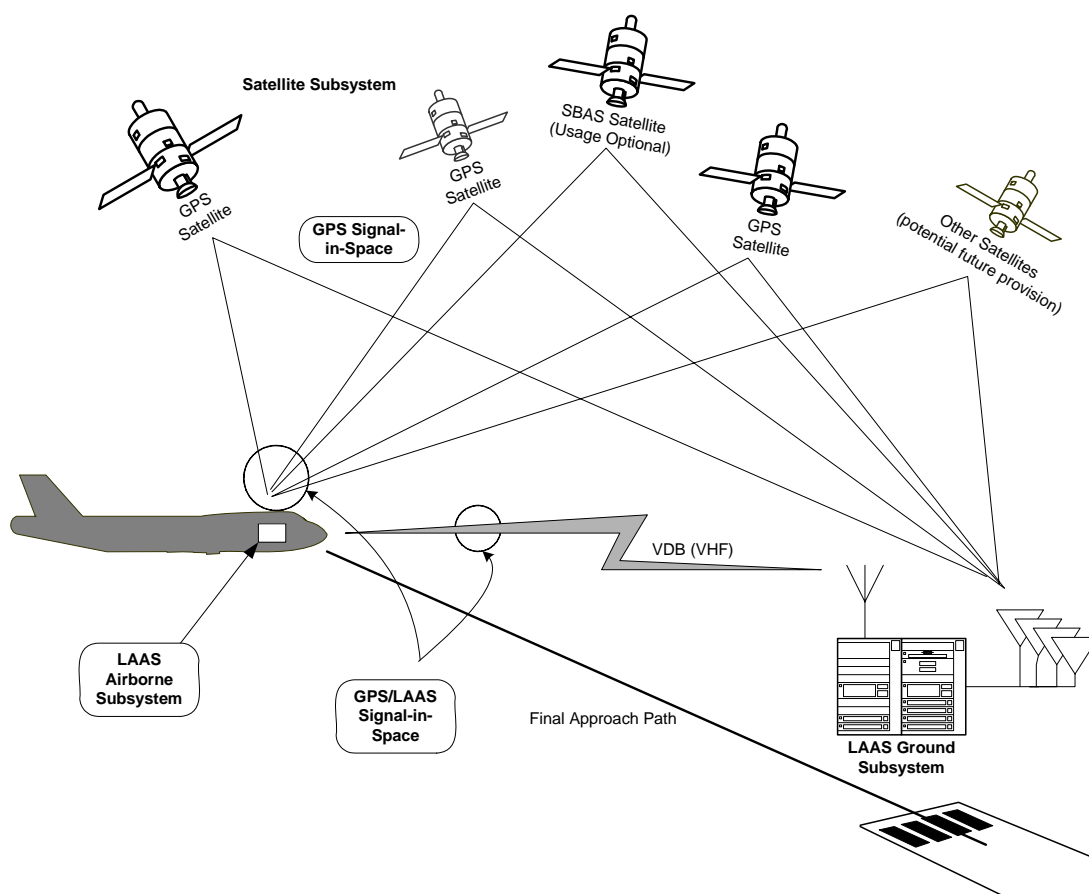 Satellite Subsystem
SBAS Satellite
(Usage Optional)
GPS
Satellite
GPS
Satellite
GPS
Satellite
Other Satellites
(potential future provision)
GPS Signal-
in-Space
VDB (VHF)
LAAS
Airborne
Subsystem
GPS/LAAS
Signal-in-
Space
Final Approach Path
LAAS Ground
Subsystem